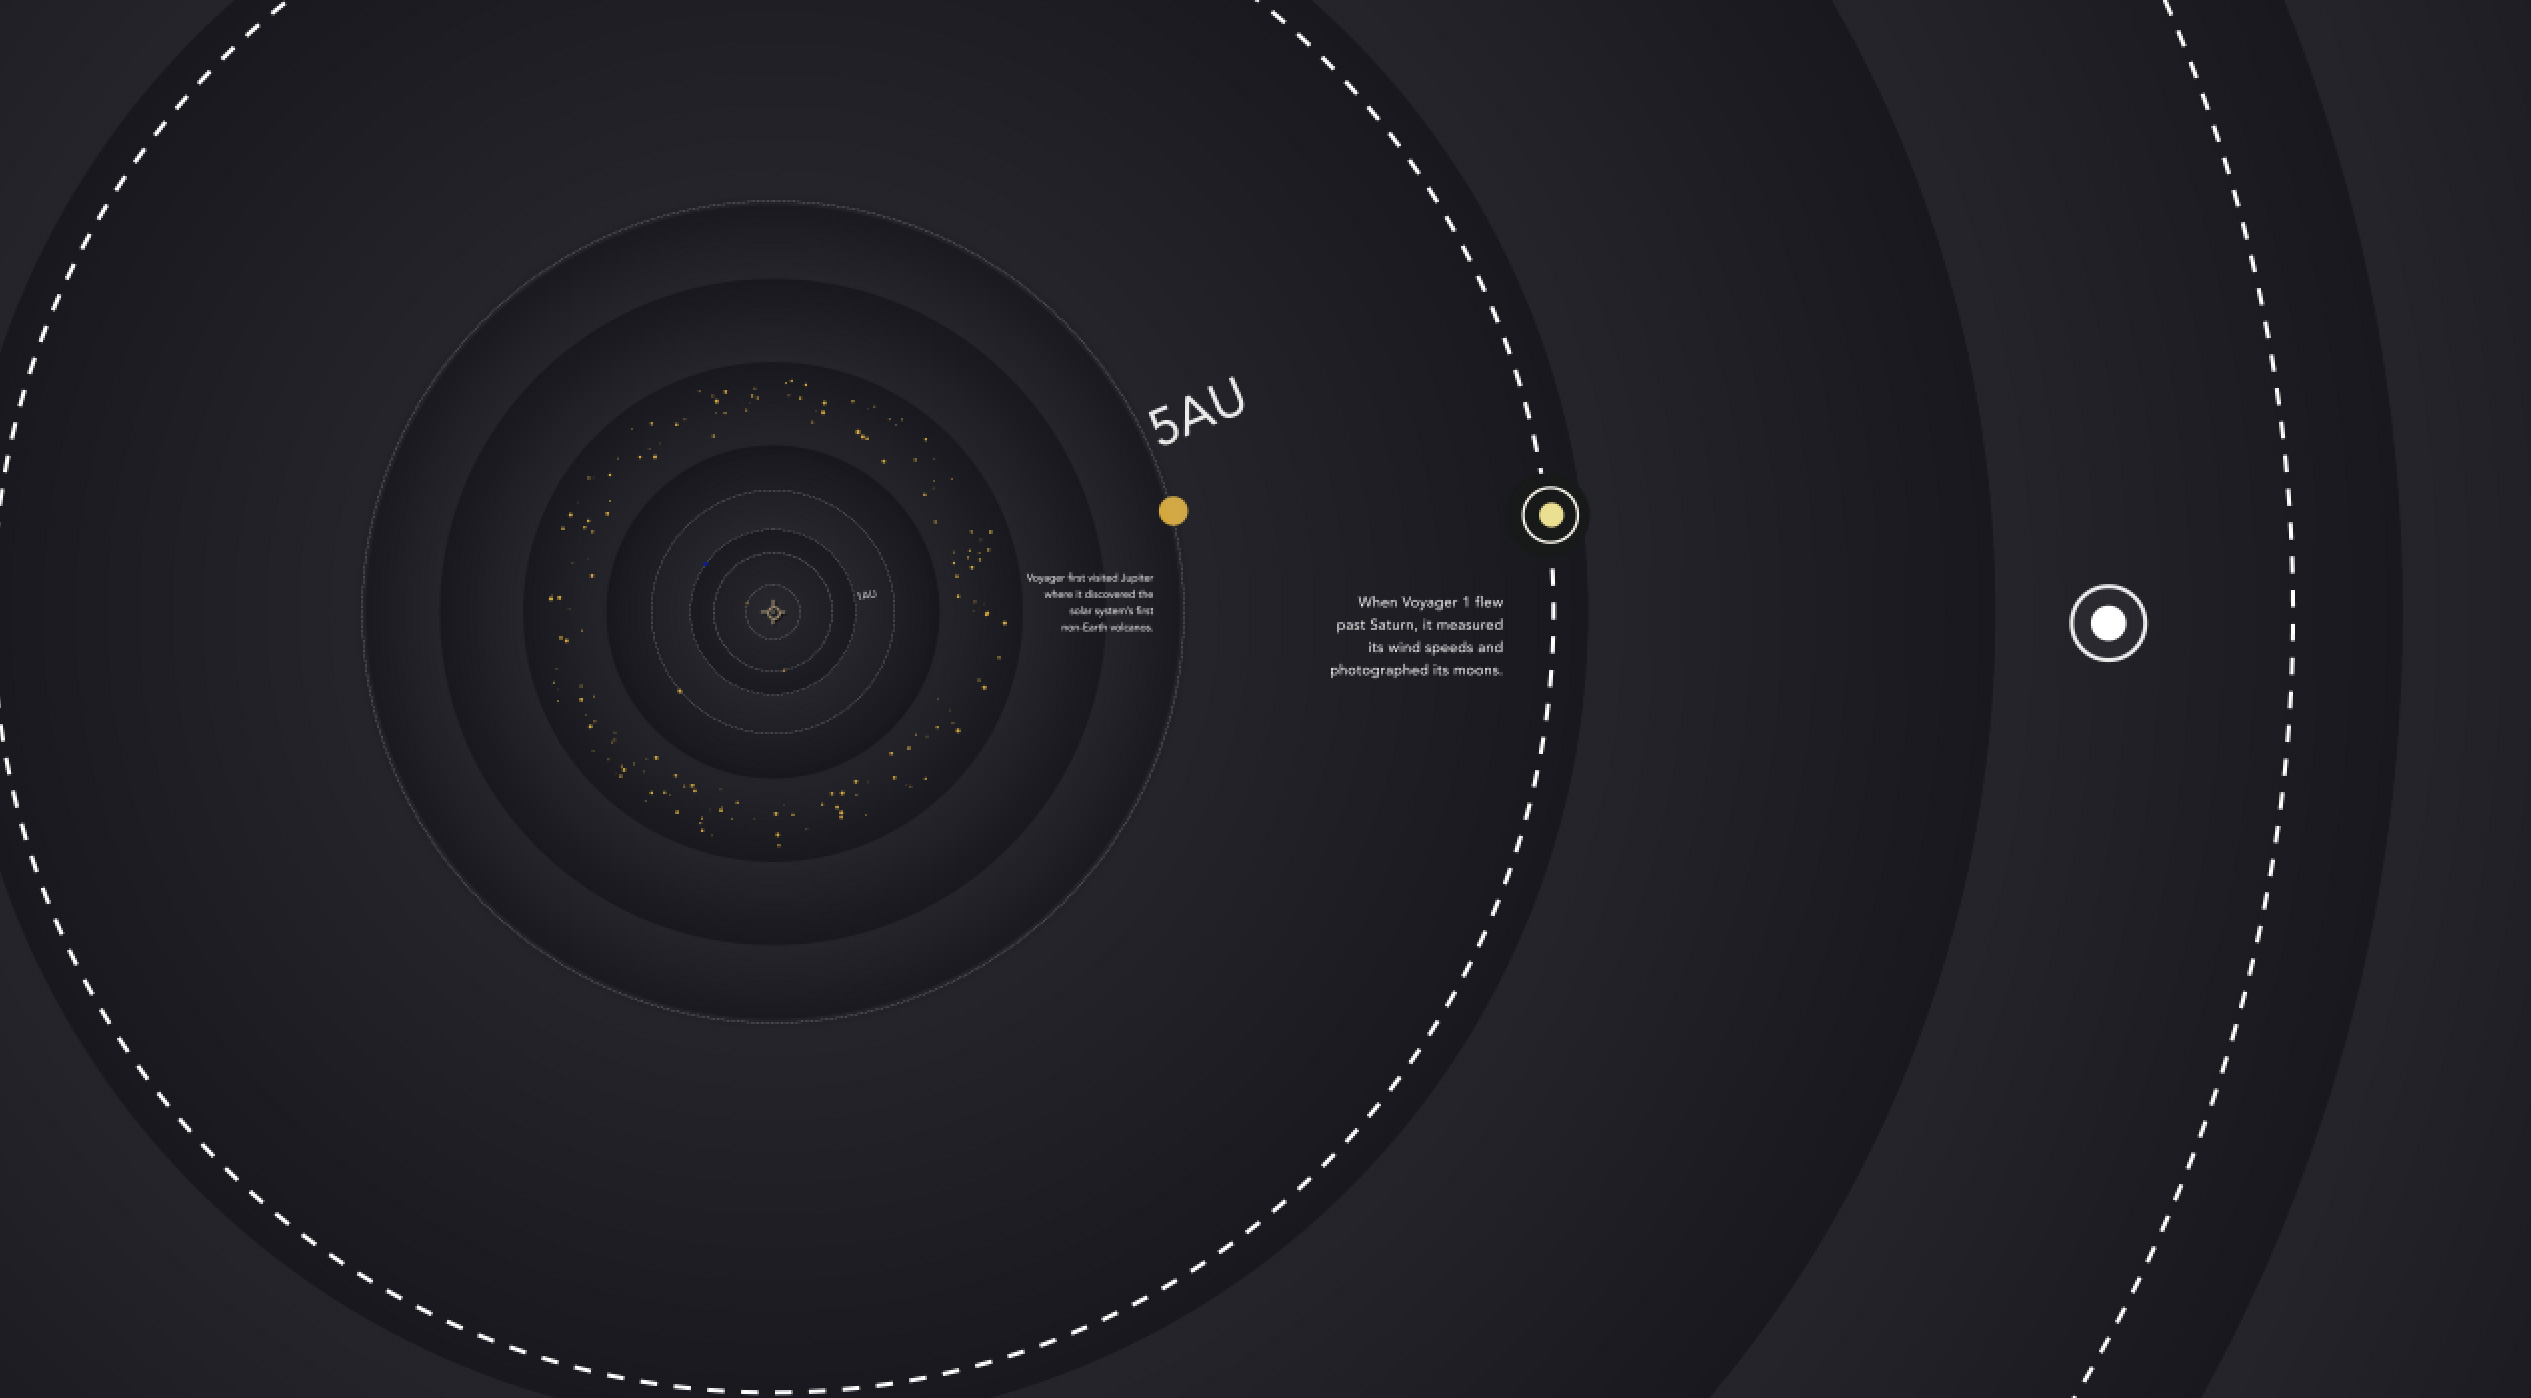 5AU
1AU
Voyager first visited Jupiter
where it discovered the
solar system's first
non-Earth volcanos.
When Voyager 1 flew
past Saturn, it measured
its wind speeds and
photographed its moons.